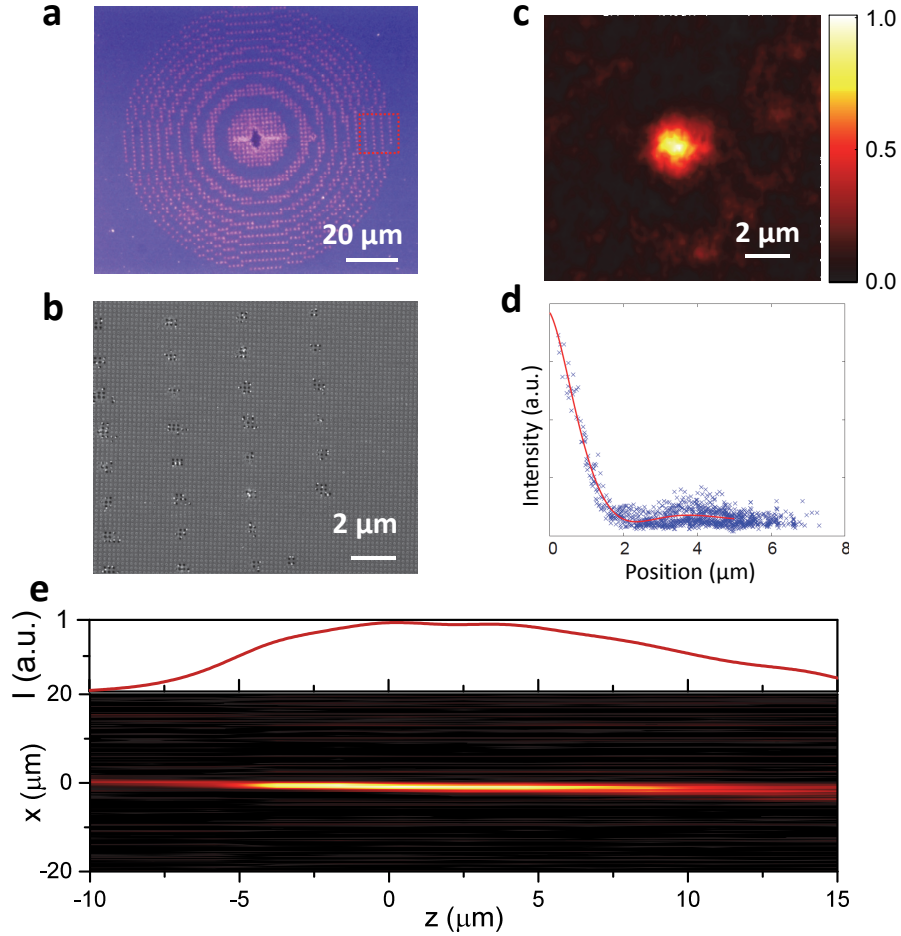 a
20 µm
b
2 µm
c
1.0
0.5
0.0
2 µm
d
Intensity (a.u.)
0 2 4 6 8
Position (µm)
e
I (a.u.)
1
20
x (µm)
0
-20
-10 -5 0 5 10 15
z (µm)